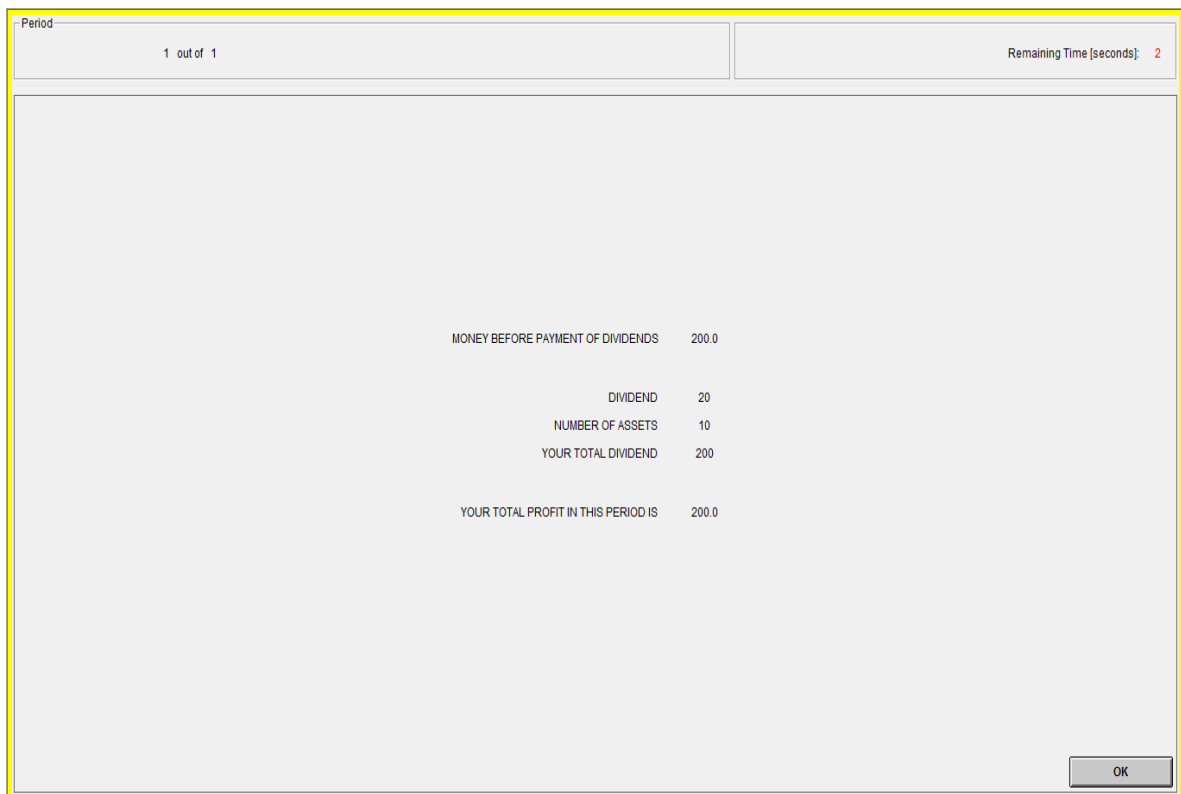 Period
1 out of 1
Remaining Time [seconds]: 2
MONEY BEFORE PAYMENT OF DIVIDENDS 200.0
DIVIDEND 20
NUMBER OF ASSETS 10
YOUR TOTAL DIVIDEND 200
YOUR TOTAL PROFIT IN THIS PERIOD IS 200.0
OK